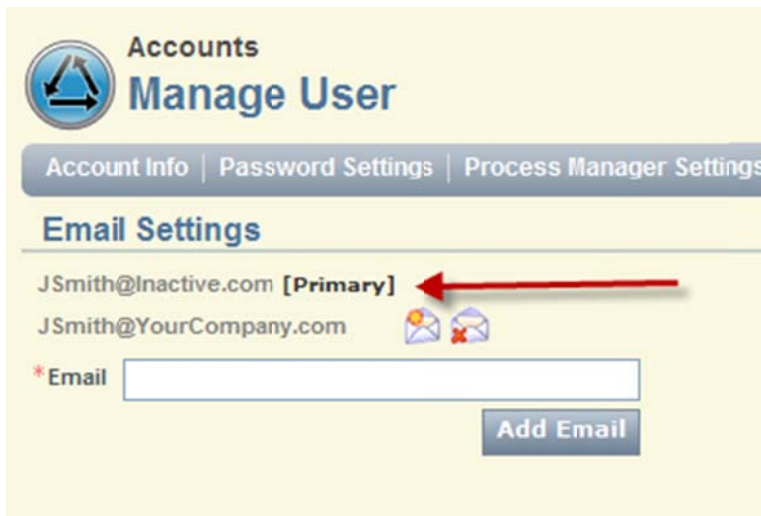 Accounts
Manage User
Account Info | Password Settings | Process Manager Settings
Email Settings
JSmith@Inactive.com [Primary]
JSmith@YourCompany.com
*Email
Add Email